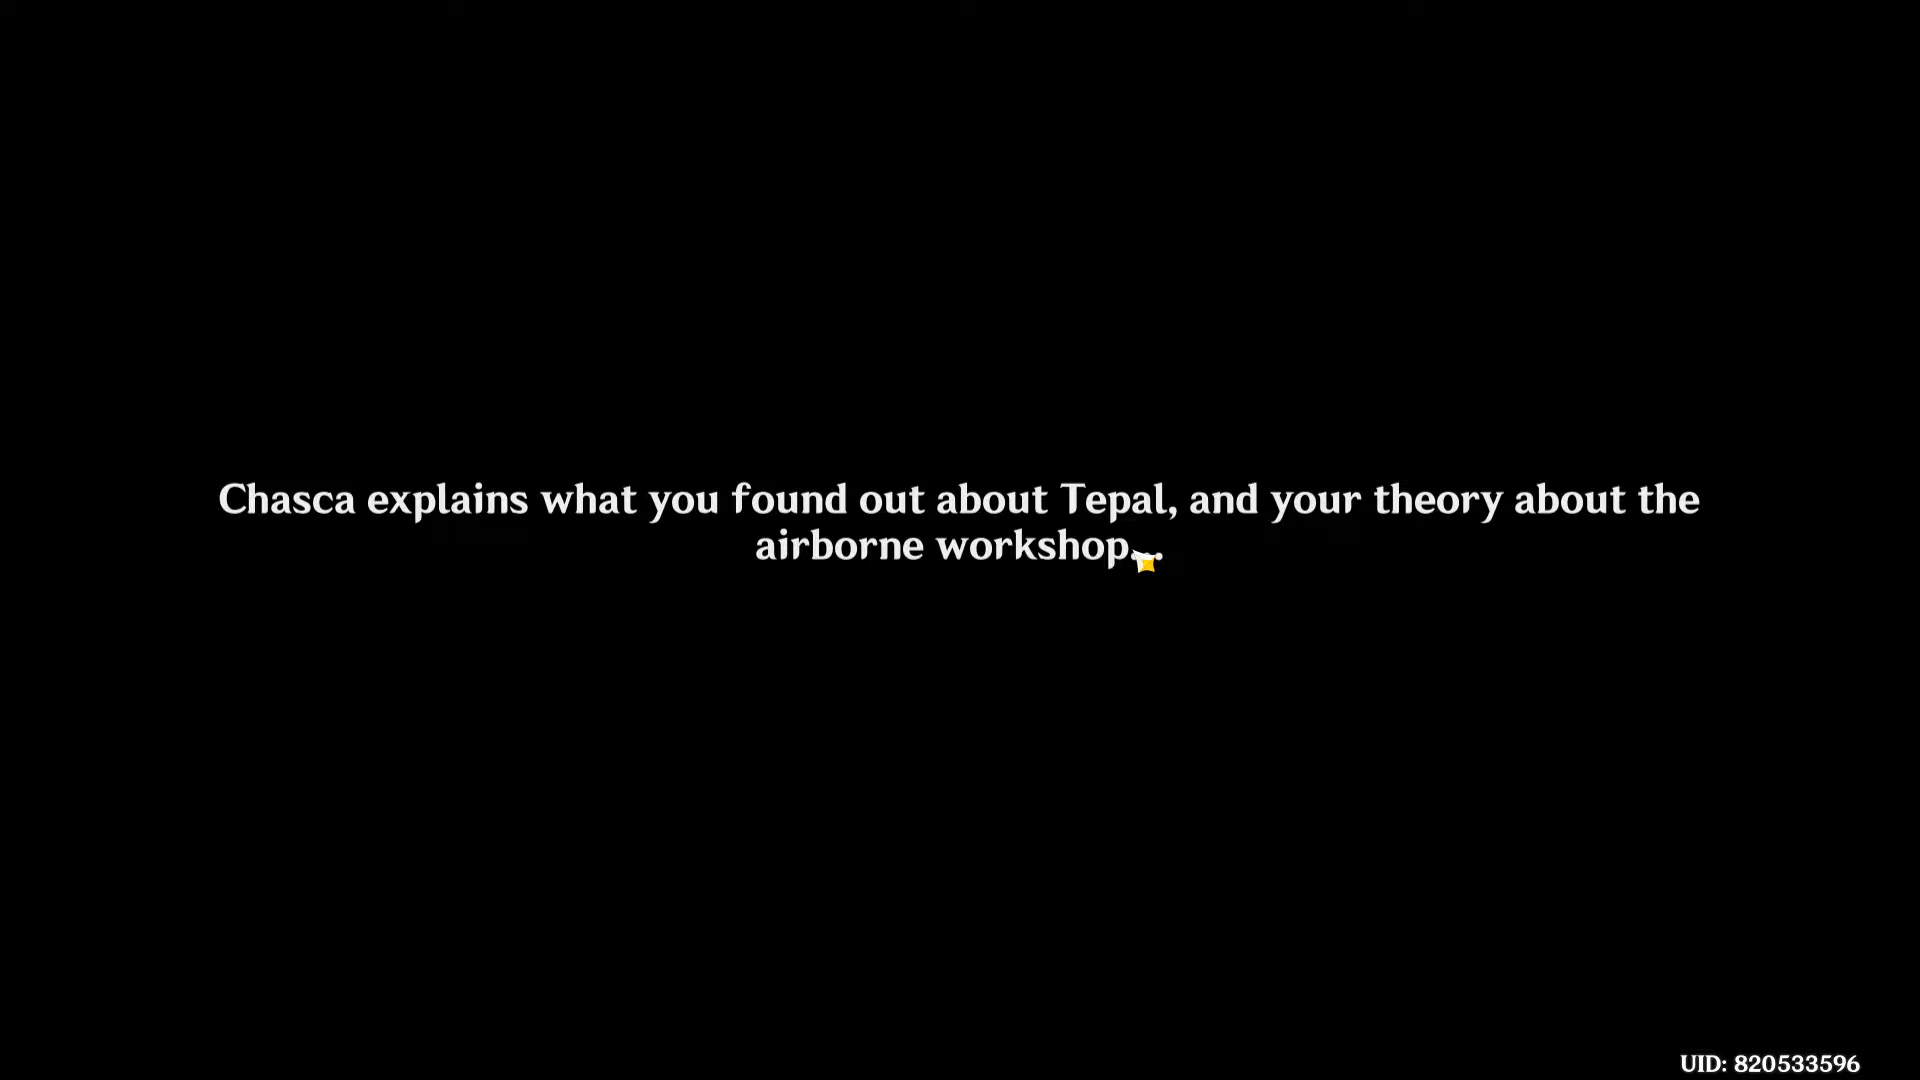 Chasca explains what you found out about Tepal, and your theory about the
airborne workshop...
UID: 820533596